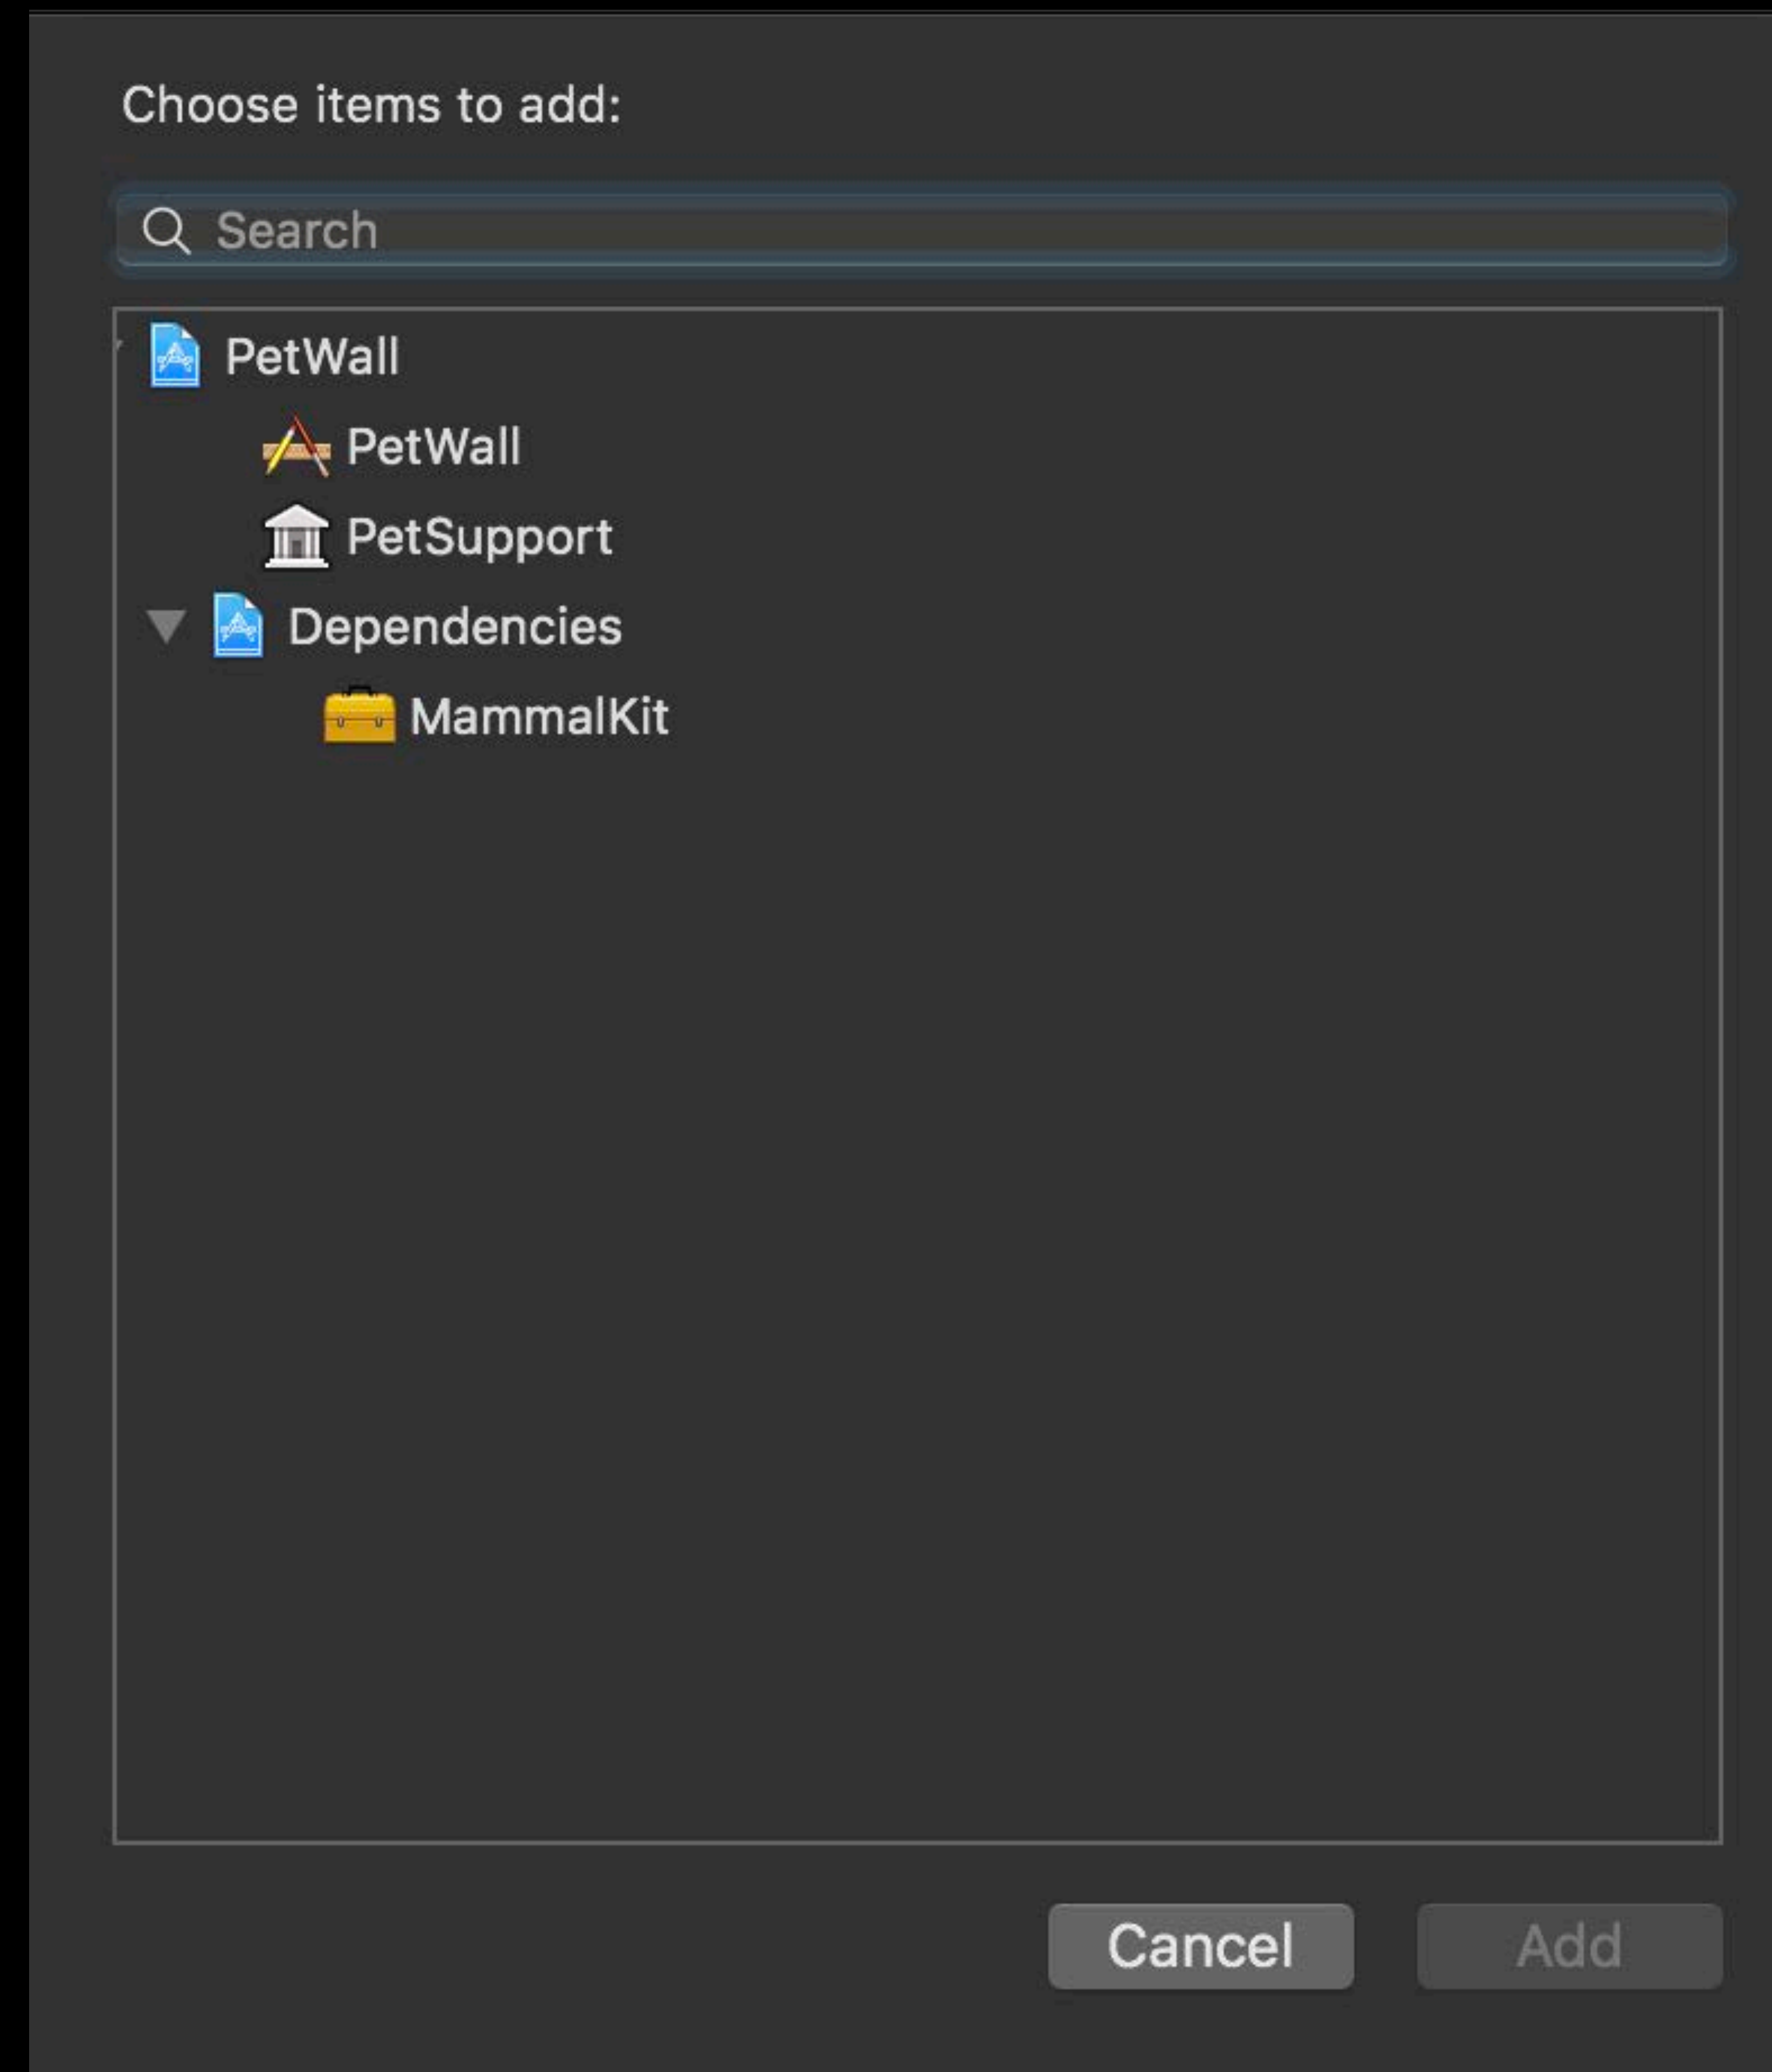 Choose items to add:
Search
PetWall
PetWall
PetSupport
Dependencies
MammalKit
Cancel
Add